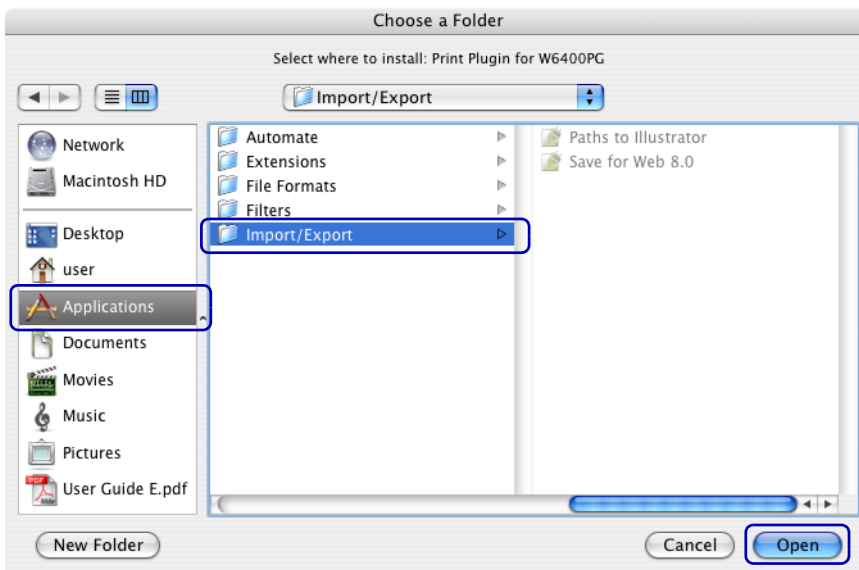 Choose a Folder
Select where to install: Print Plugin for W6400PG
Import/Export
Network
Macintosh HD
Desktop
user
Applications
Documents
Movies
Music
Pictures
User Guide E.pdf
Automate
Extensions
File Formats
Filters
Import/Export
Paths to Illustrator
Save for Web 8.0
New Folder
Cancel
Open